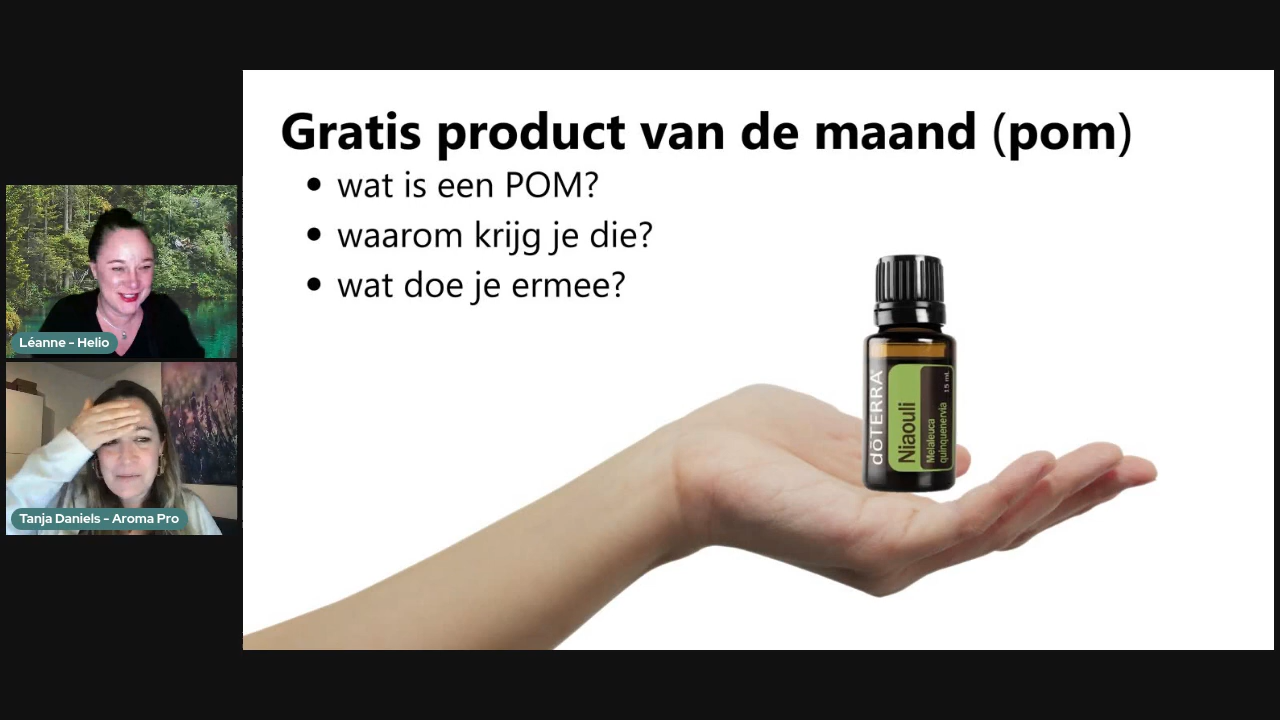 Gratis product van de maand (pom)
wat is een POM?
waarom krijg je die?
wat doe je ermee?
Léanne - Helio
Tanja Daniels - Aroma Pro
dōTERRA
Niaouli
Melaleuca
quinquenervia
15 mL